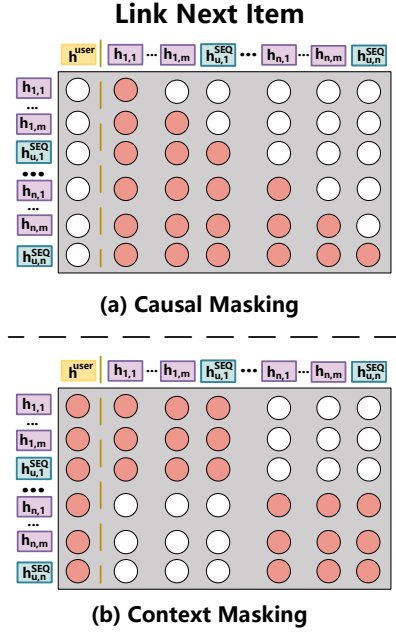 Link Next Item
h^user h_1,1 ... h_1,m h_u,1^SEQ ... h_n,1 ... h_n,m h_u,n^SEQ
h_1,1
...
h_1,m
h_u,1^SEQ
...
h_n,1
...
h_n,m
h_u,n^SEQ
(a) Causal Masking
h^user h_1,1 ... h_1,m h_u,1^SEQ ... h_n,1 ... h_n,m h_u,n^SEQ
h_1,1
...
h_1,m
h_u,1^SEQ
...
h_n,1
...
h_n,m
h_u,n^SEQ
(b) Context Masking